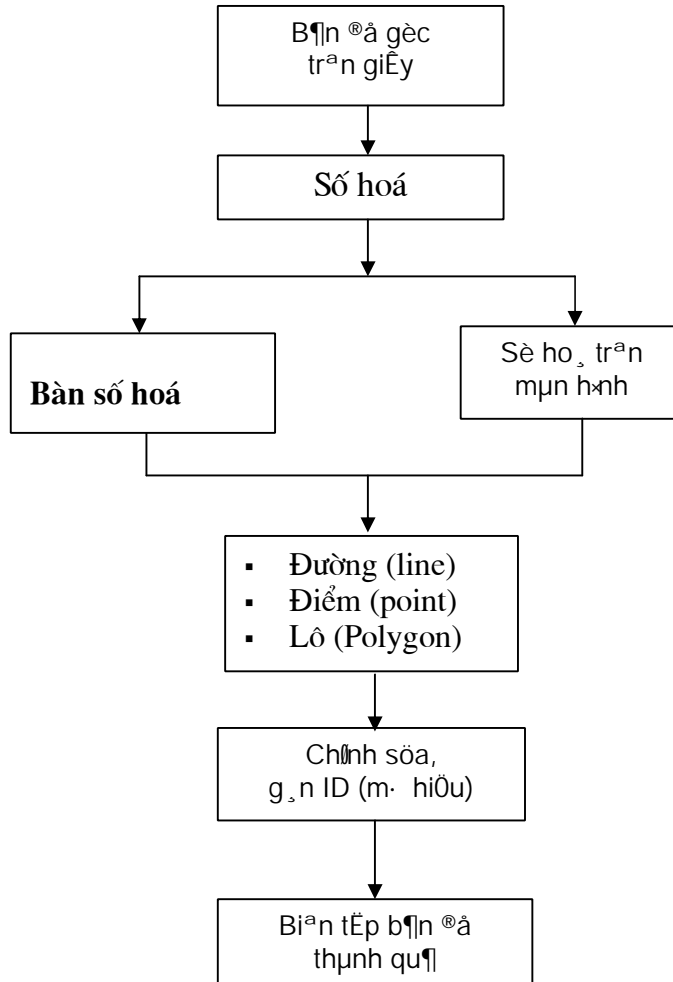 B¶n ®å gèc
trªn giÊy
Số hoá
Bàn số hoá
Sè ho¸ trªn
mµn h×nh
▪ Đường (line)
▪ Điểm (point)
▪ Lô (Polygon)
ChØnh söa,
g¸n ID (m· hiÖu)
Biªn tËp b¶n ®å
thµnh qu¶